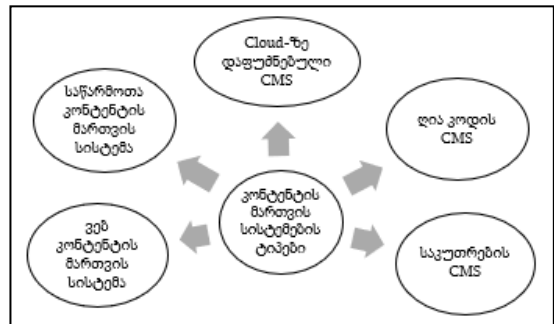 Cloud-ზე
დაფუმნებული
CMS
საწარმოთა
კონტენტის
მართვის
სისტემა
ღია კოდის
CMS
კონტენტის
მართვის
სისტემების
ტიპები
ვებ
კონტენტის
მართვის
სისტემა
საკუთრების
CMS